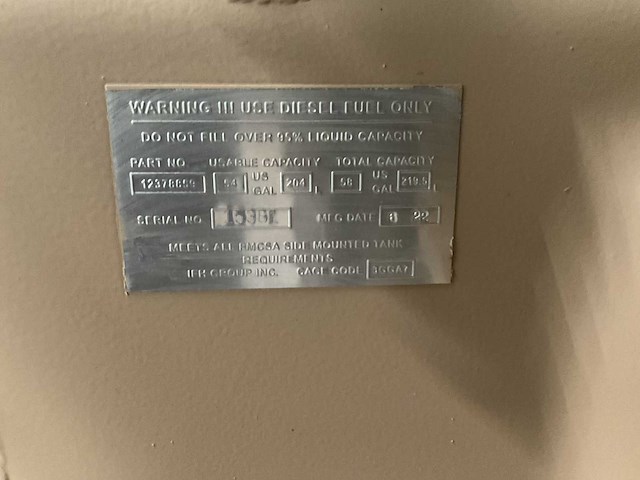 WARNING IN USE DIESEL FUEL ONLY
DO NOT FILL OVER 95% LIQUID CAPACITY
PART NO USABLE CAPACITY TOTAL CAPACITY
12378859 54 US GAL 204 L 58 US GAL 219.5 L
SERIAL NO. MFG DATE 8 22
MEETS ALL FMCSA SIDE MOUNTED TANK
REQUIREMENTS
IFH GROUP INC. CAGE CODE